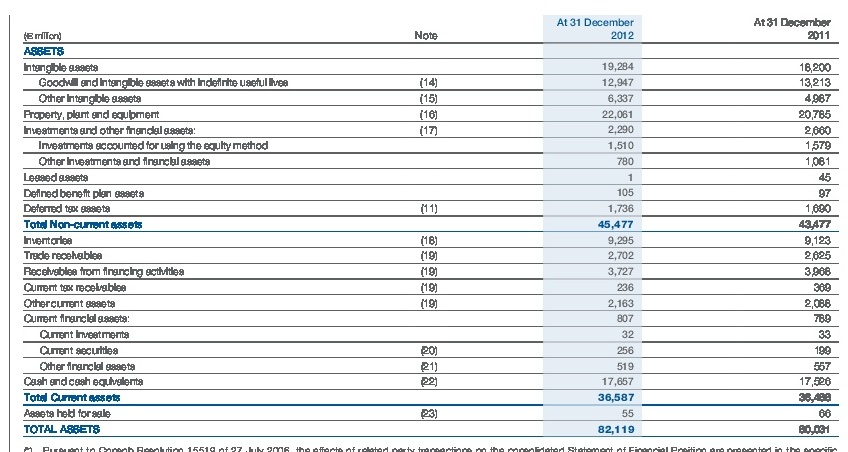 At 31 December At 31 December
(€ million) Note 2012 2011
ASSETS
Intangible assets 19,284 18,200
Goodwill and intangible assets with indefinite useful lives (14) 12,947 13,213
Other intangible assets (15) 6,337 4,987
Property, plant and equipment (16) 22,061 20,785
Investments and other financial assets: (17) 2,290 2,660
Investments accounted for using the equity method 1,510 1,579
Other investments and financial assets 780 1,081
Leased assets 1 45
Defined benefit plan assets 105 97
Deferred tax assets (11) 1,736 1,690
Total Non-current assets 45,477 43,477
Inventories (18) 9,295 9,123
Trade receivables (19) 2,702 2,625
Receivables from financing activities (19) 3,727 3,968
Current tax receivables (19) 236 369
Other current assets (19) 2,163 2,088
Current financial assets: 807 789
Current investments 32 33
Current securities (20) 256 199
Other financial assets (21) 519 557
Cash and cash equivalents (22) 17,657 17,526
Total Current assets 36,587 36,488
Assets held for sale (23) 55 66
TOTAL ASSETS 82,119 80,031
(*) Pursuant to Consob Resolution 15519 of 27 July 2006, the effects of related party transactions on the consolidated Statement of Financial Position are presented in the specific